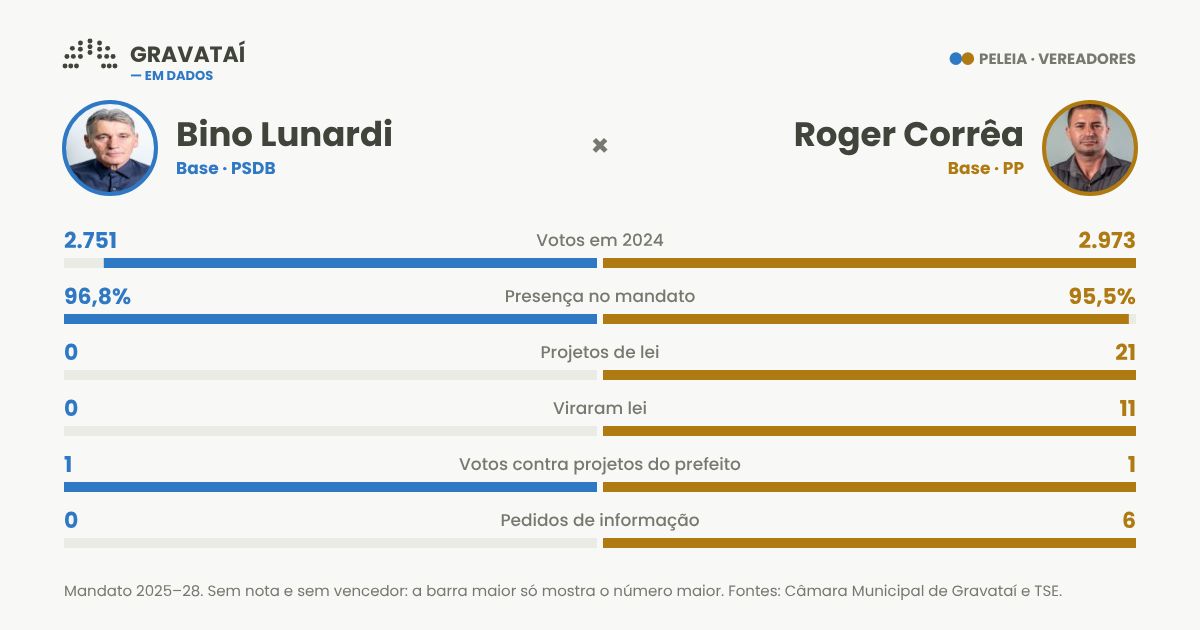 GRAVATAÍ
— EM DADOS
PELEIA · VEREADORES
Bino Lunardi
Base · PSDB
×
Roger Corrêa
Base · PP
2.751 Votos em 2024 2.973
96,8% Presença no mandato 95,5%
0 Projetos de lei 21
0 Viraram lei 11
1 Votos contra projetos do prefeito 1
0 Pedidos de informação 6
Mandato 2025–28. Sem nota e sem vencedor: a barra maior só mostra o número maior. Fontes: Câmara Municipal de Gravataí e TSE.